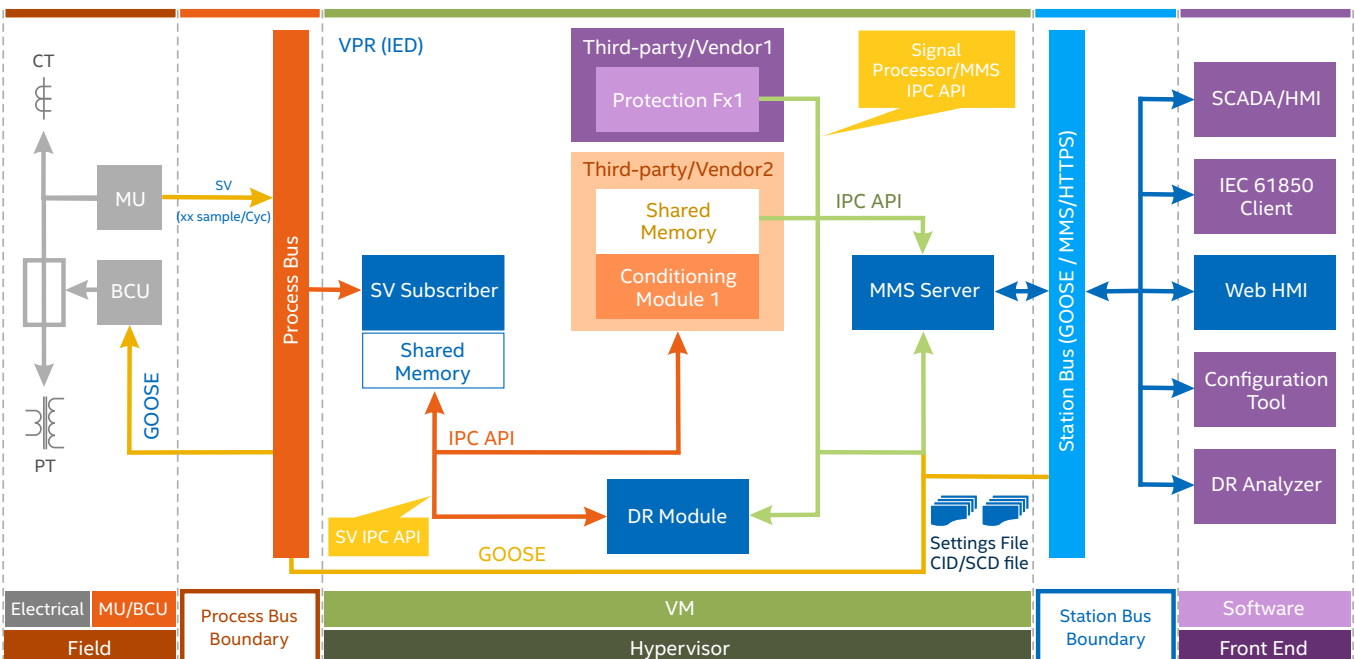 CT
MU
SV
(xx sample/Cyc)
BCU
GOOSE
PT
Process Bus
VPR (IED)
SV Subscriber
Shared
Memory
IPC API
SV IPC API
GOOSE
Third-party/Vendor1
Protection Fx1
Third-party/Vendor2
Shared
Memory
Conditioning
Module 1
DR Module
Signal
Processor/MMS
IPC API
IPC API
MMS Server
Settings File
CID/SCD file
Station Bus (GOOSE / MMS/HTTPS)
SCADA/HMI
IEC 61850
Client
Web HMI
Configuration
Tool
DR Analyzer
Electrical
MU/BCU
Field
Process Bus
Boundary
VM
Hypervisor
Station Bus
Boundary
Software
Front End